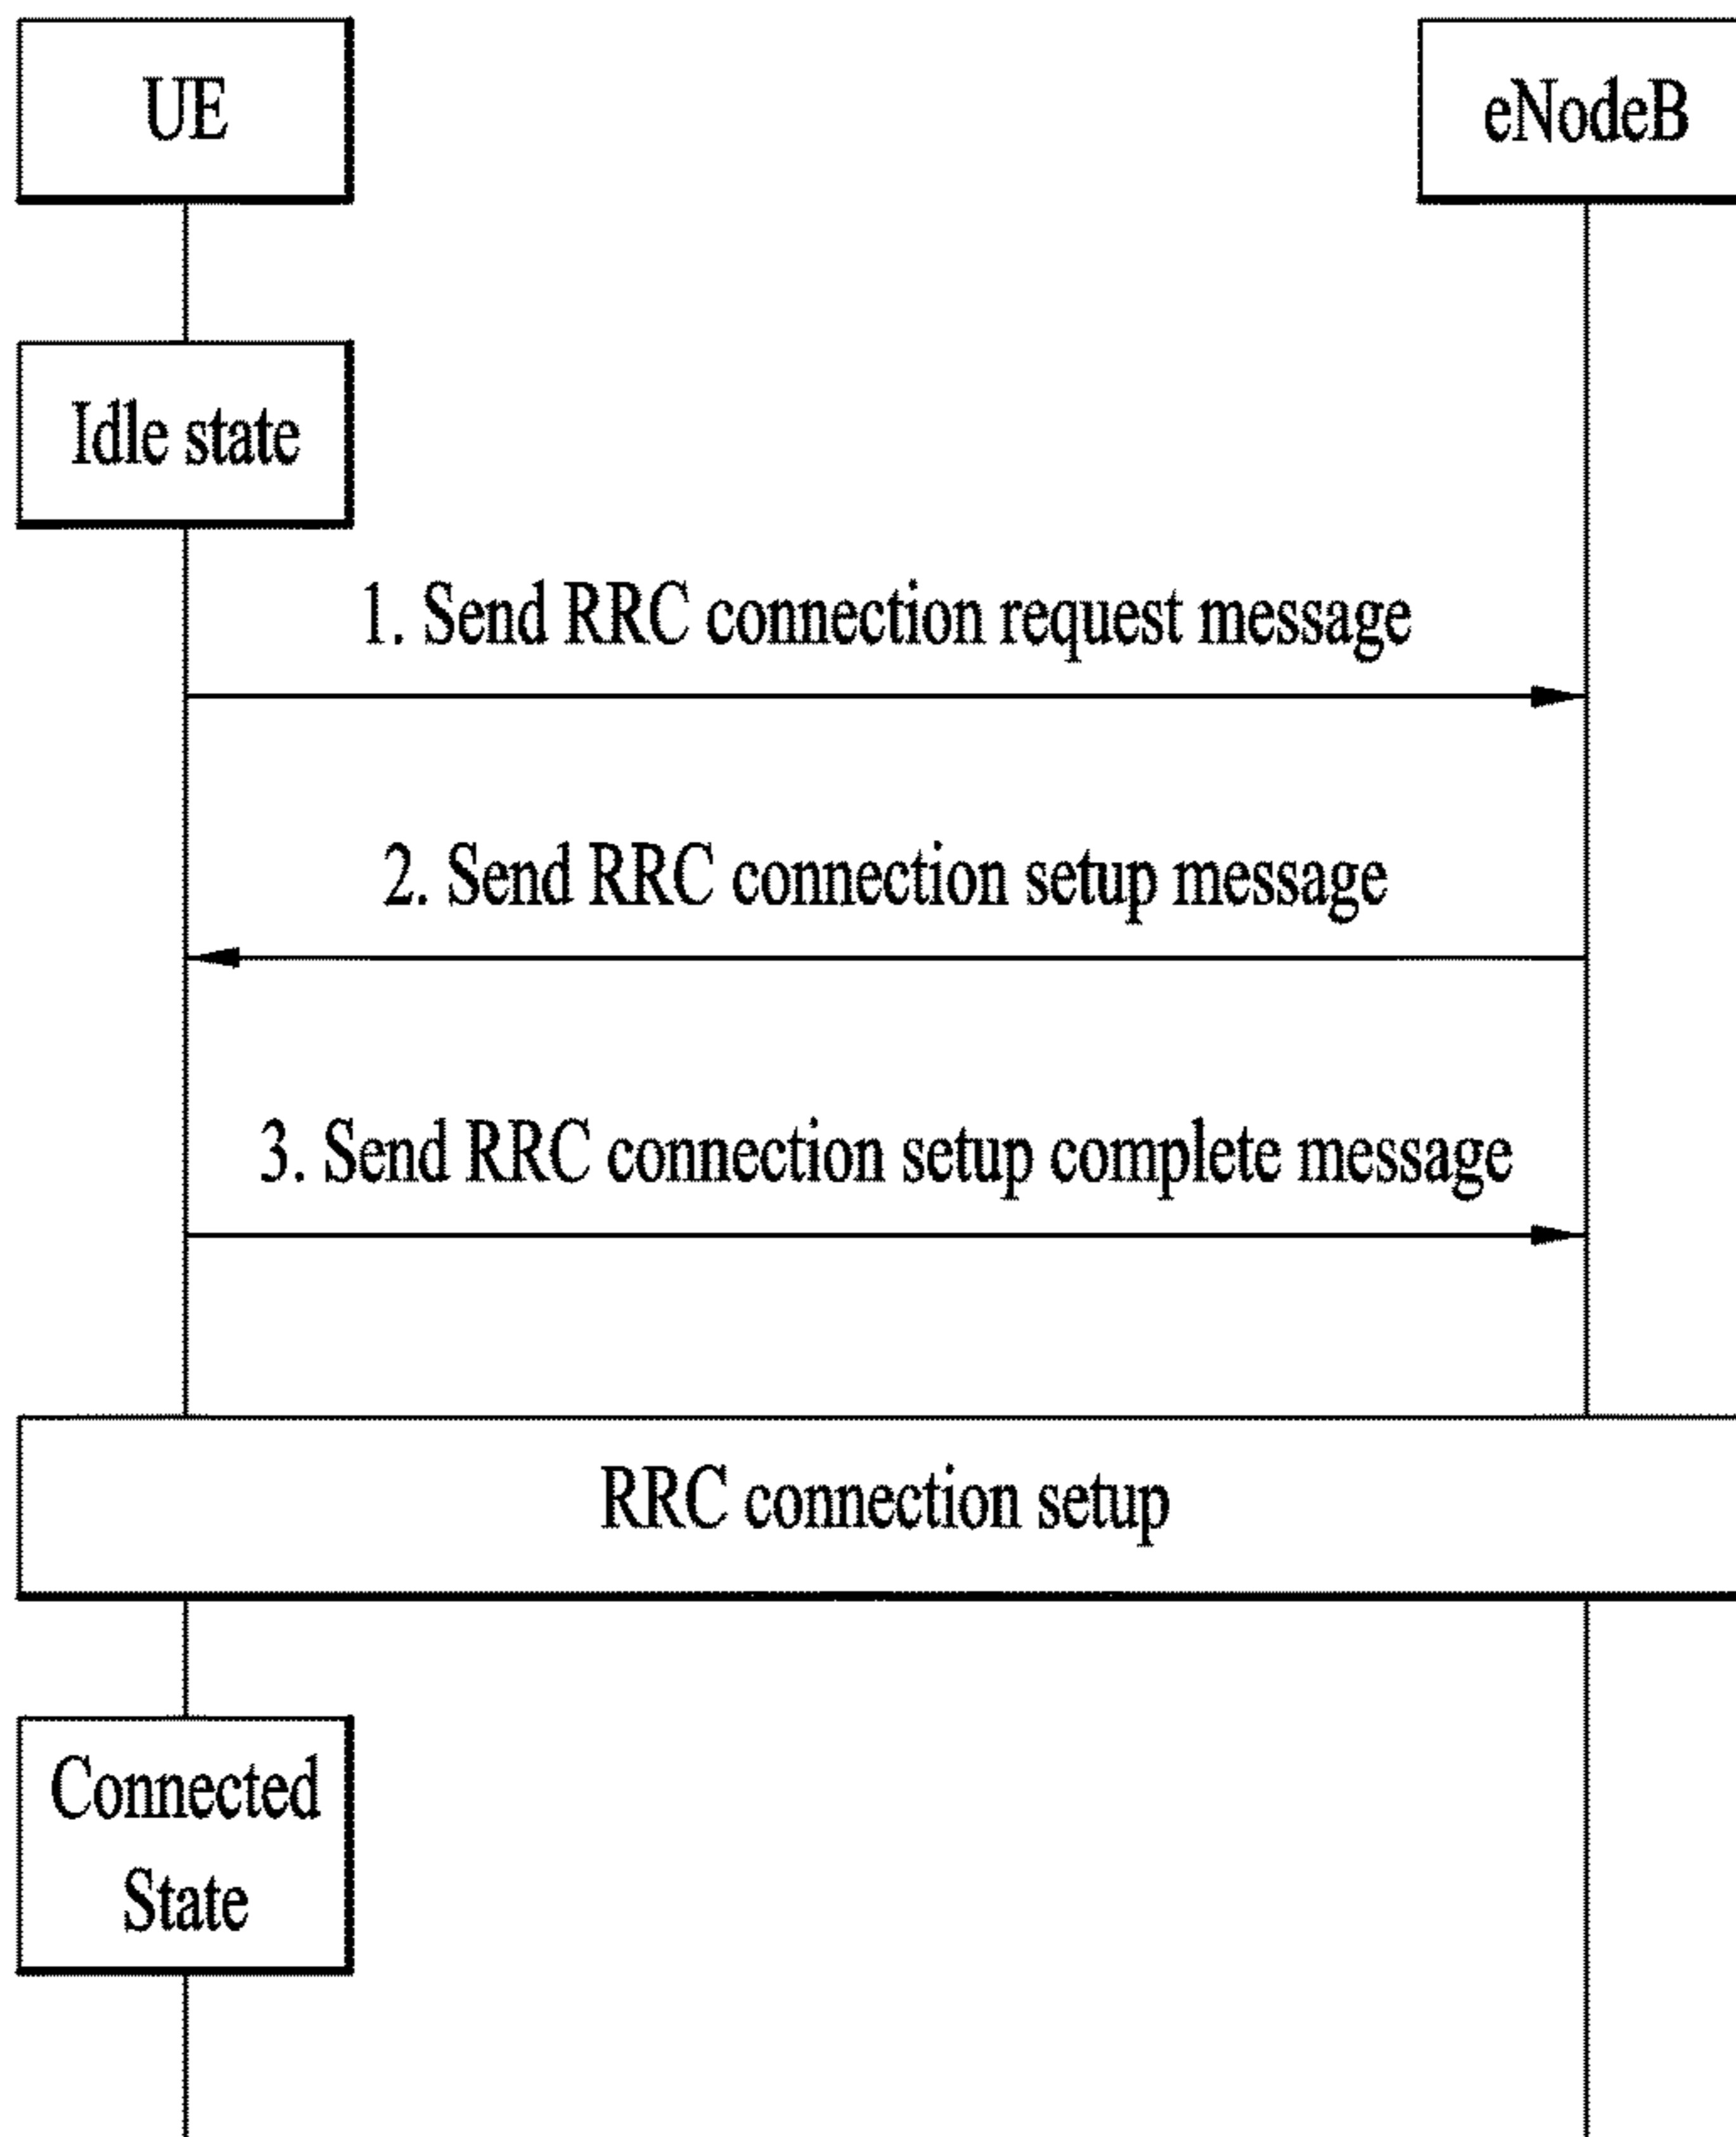 UE
eNodeB
Idle state
1. Send RRC connection request message
2. Send RRC connection setup message
3. Send RRC connection setup complete message
RRC connection setup
Connected
State